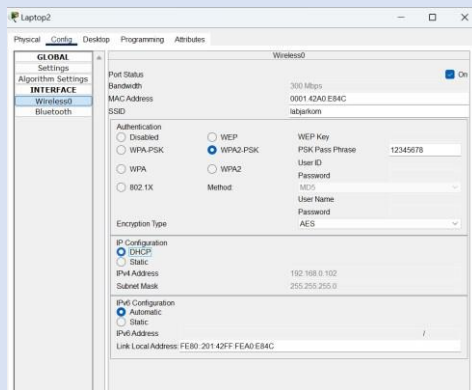 Laptop2
Physical Config Desktop Programming Attributes
GLOBAL
Settings
Algorithm Settings
INTERFACE
Wireless0
Bluetooth
Wireless0
Port Status On
Bandwidth 300 Mbps
MAC Address 0001.42A0.E84C
SSID labjarkom
Authentication
Disabled WEP WEP Key
WPA-PSK WPA2-PSK PSK Pass Phrase 12345678
User ID
WPA WPA2 Password
802.1X Method: MD5
User Name
Password
Encryption Type AES
IP Configuration
DHCP
Static
IPv4 Address 192.168.0.102
Subnet Mask 255.255.255.0
IPv6 Configuration
Automatic
Static
IPv6 Address /
Link Local Address: FE80::201:42FF:FEA0:E84C